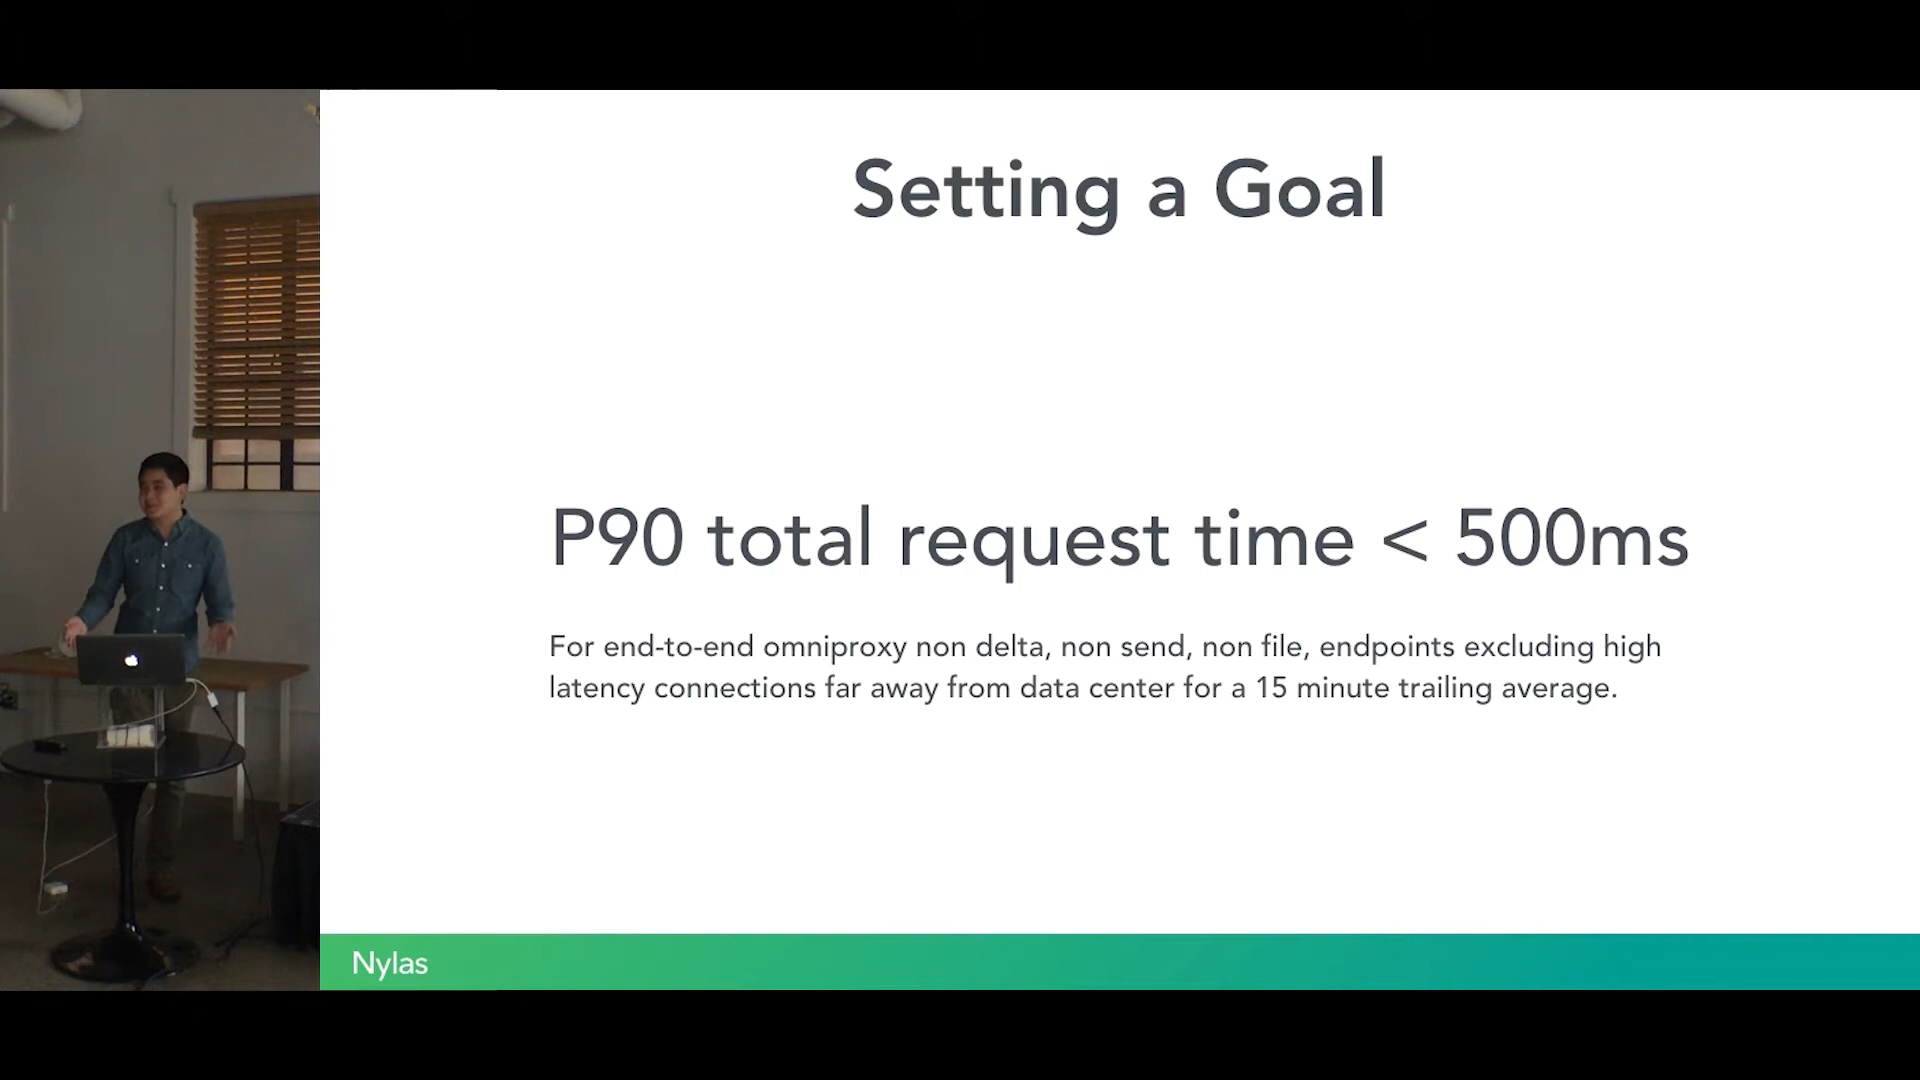 Setting a Goal
P90 total request time < 500ms
For end-to-end omniproxy non delta, non send, non file, endpoints excluding high
latency connections far away from data center for a 15 minute trailing average.
Nylas